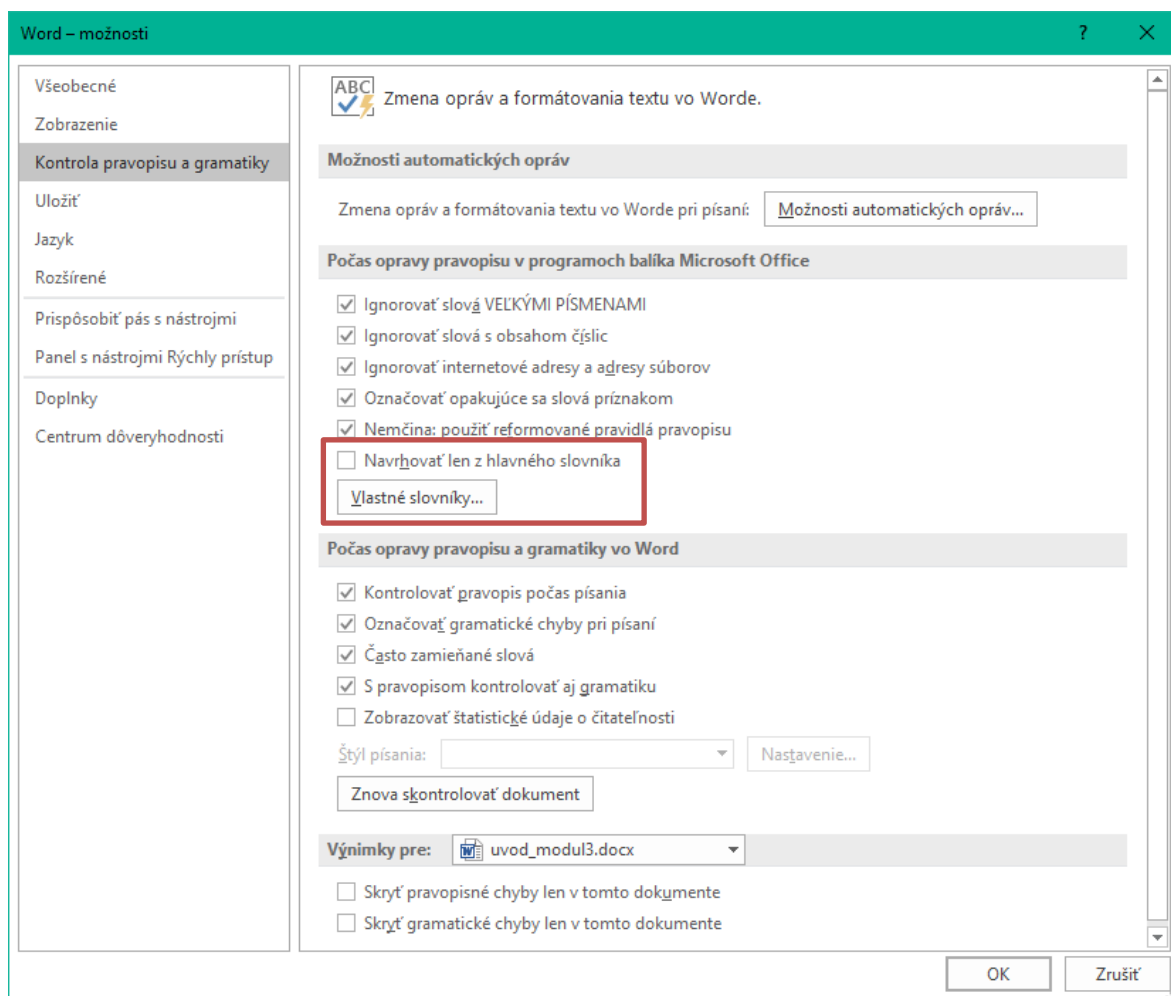 Word – možnosti
?
Všeobecné
Zobrazenie
Kontrola pravopisu a gramatiky
Uložiť
Jazyk
Rozšírené
Prispôsobiť pás s nástrojmi
Panel s nástrojmi Rýchly prístup
Doplnky
Centrum dôveryhodnosti
ABC
Zmena opráv a formátovania textu vo Worde.
Možnosti automatických opráv
Zmena opráv a formátovania textu vo Worde pri písaní: Možnosti automatických opráv...
Počas opravy pravopisu v programoch balíka Microsoft Office
Ignorovať slová VEĽKÝMI PÍSMENAMI
Ignorovať slová s obsahom číslic
Ignorovať internetové adresy a adresy súborov
Označovať opakujúce sa slová príznakom
Nemčina: použiť reformované pravidlá pravopisu
Navrhovať len z hlavného slovníka
Vlastné slovníky...
Počas opravy pravopisu a gramatiky vo Word
Kontrolovať pravopis počas písania
Označovať gramatické chyby pri písaní
Často zamieňané slová
S pravopisom kontrolovať aj gramatiku
Zobrazovať štatistické údaje o čitateľnosti
Štýl písania: Nastavenie...
Znova skontrolovať dokument
Výnimky pre: uvod_modul3.docx
Skryť pravopisné chyby len v tomto dokumente
Skryť gramatické chyby len v tomto dokumente
OK Zrušiť